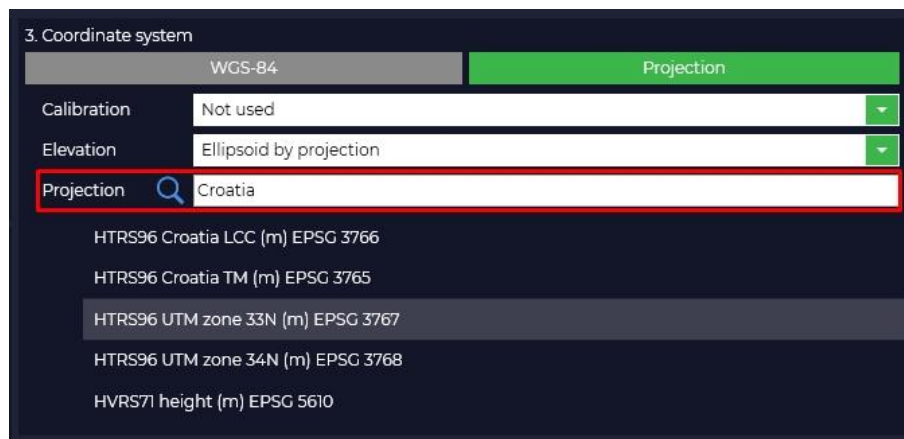 3. Coordinate system
WGS-84 Projection
Calibration Not used
Elevation Ellipsoid by projection
Projection Croatia
HTRS96 Croatia LCC (m) EPSG 3766
HTRS96 Croatia TM (m) EPSG 3765
HTRS96 UTM zone 33N (m) EPSG 3767
HTRS96 UTM zone 34N (m) EPSG 3768
HVRS71 height (m) EPSG 5610